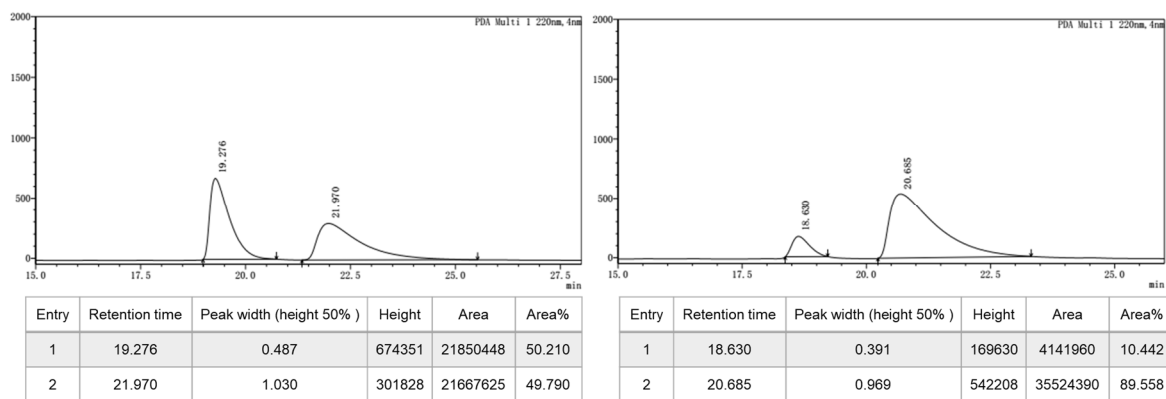 2000
PDA Multi 1 220nm, 4nm
1500
1000
19.276
500
21.970
0
15.0 17.5 20.0 22.5 25.0 27.5
min
Entry Retention time Peak width (height 50% ) Height Area Area%
1 19.276 0.487 674351 21850448 50.210
2 21.970 1.030 301828 21667625 49.790
2000
PDA Multi 1 220nm, 4nm
1500
1000
20.685
500
18.630
0
15.0 17.5 20.0 22.5 25.0
min
Entry Retention time Peak width (height 50% ) Height Area Area%
1 18.630 0.391 169630 4141960 10.442
2 20.685 0.969 542208 35524390 89.558